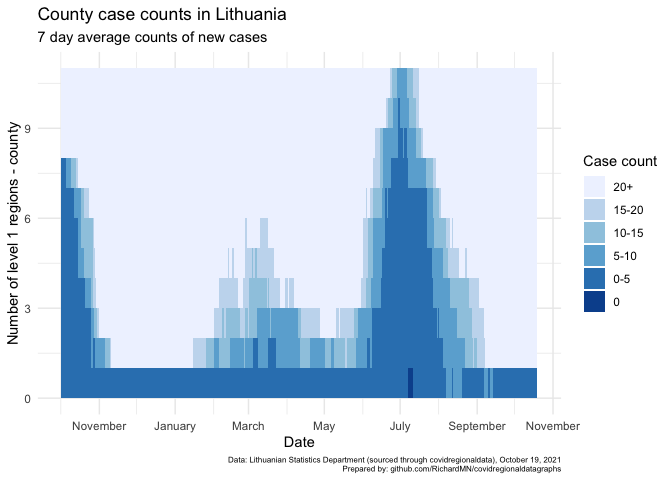 County case counts in Lithuania
7 day average counts of new cases
Number of level 1 regions - county
9
6
3
0
November
January
March
May
July
September
November
Date
Case count
20+
15-20
10-15
5-10
0-5
0
Data: Lithuanian Statistics Department (sourced through covidregionaldata), October 19, 2021
Prepared by: github.com/RichardMN/covidregionaldatagraphs